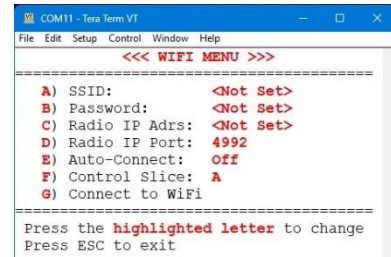 COM11 - Tera Term VT
File Edit Setup Control Window Help
<<< WIFI MENU >>>
========================================
A) SSID: <Not Set>
B) Password: <Not Set>
C) Radio IP Adrs: <Not Set>
D) Radio IP Port: 4992
E) Auto-Connect: Off
F) Control Slice: A
G) Connect to WiFi
========================================
Press the highlighted letter to change
Press ESC to exit